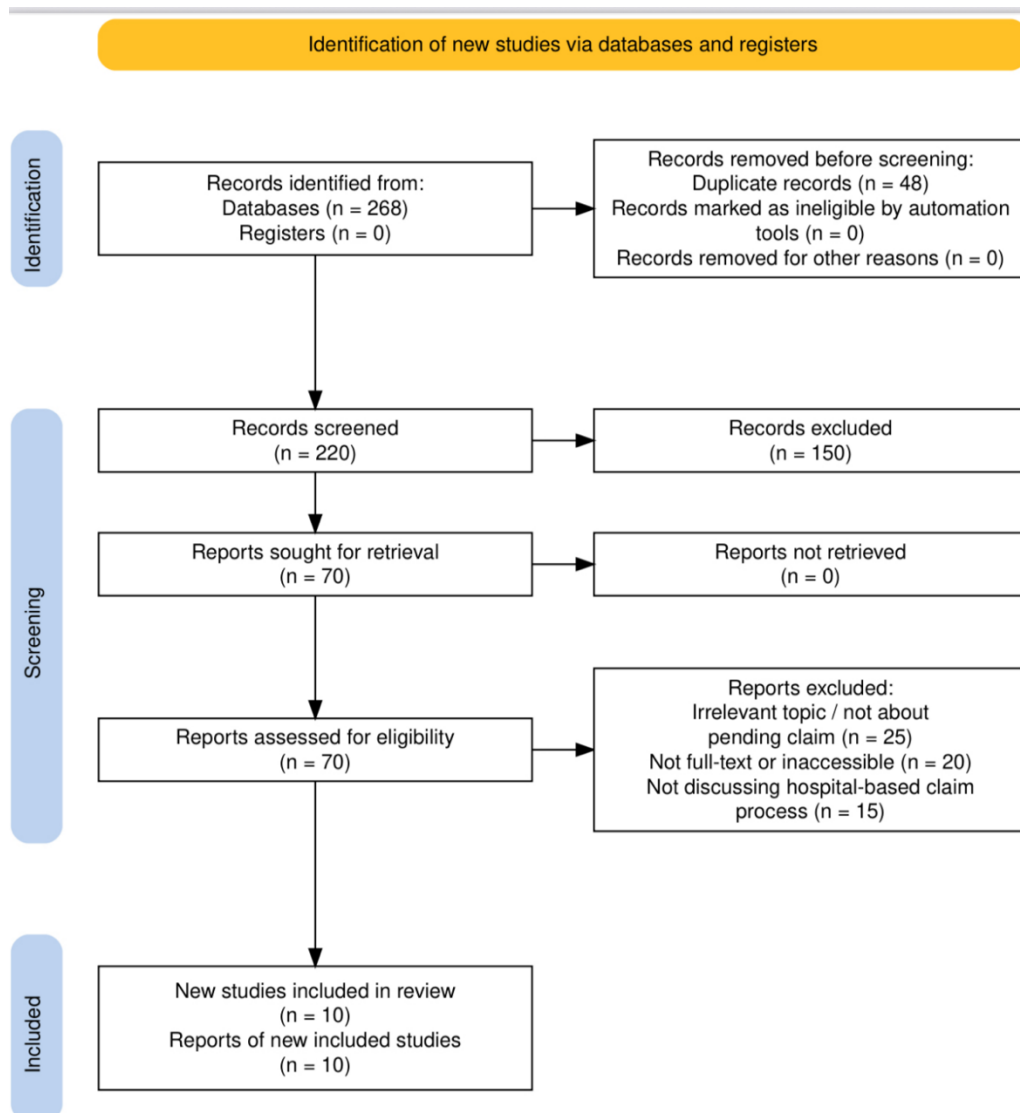 Identification of new studies via databases and registers
Identification
Records identified from:
Databases (n = 268)
Registers (n = 0)
Records removed before screening:
Duplicate records (n = 48)
Records marked as ineligible by automation
tools (n = 0)
Records removed for other reasons (n = 0)
Screening
Records screened
(n = 220)
Records excluded
(n = 150)
Reports sought for retrieval
(n = 70)
Reports not retrieved
(n = 0)
Reports assessed for eligibility
(n = 70)
Reports excluded:
Irrelevant topic / not about
pending claim (n = 25)
Not full-text or inaccessible (n = 20)
Not discussing hospital-based claim
process (n = 15)
Included
New studies included in review
(n = 10)
Reports of new included studies
(n = 10)